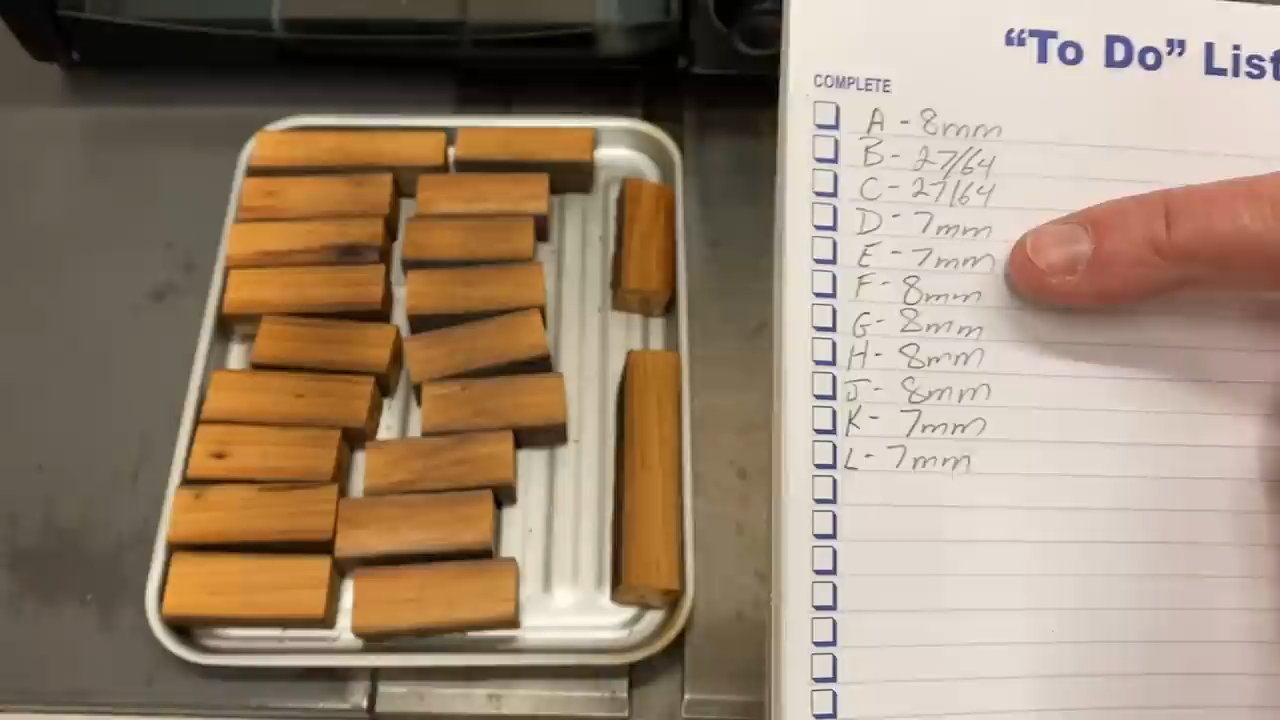 “To Do” List
COMPLETE
A - 8mm
B - 27/64
C - 27/64
D - 7mm
E - 7mm
F - 8mm
G - 8mm
H - 8mm
J - 8mm
K - 7mm
L - 7mm